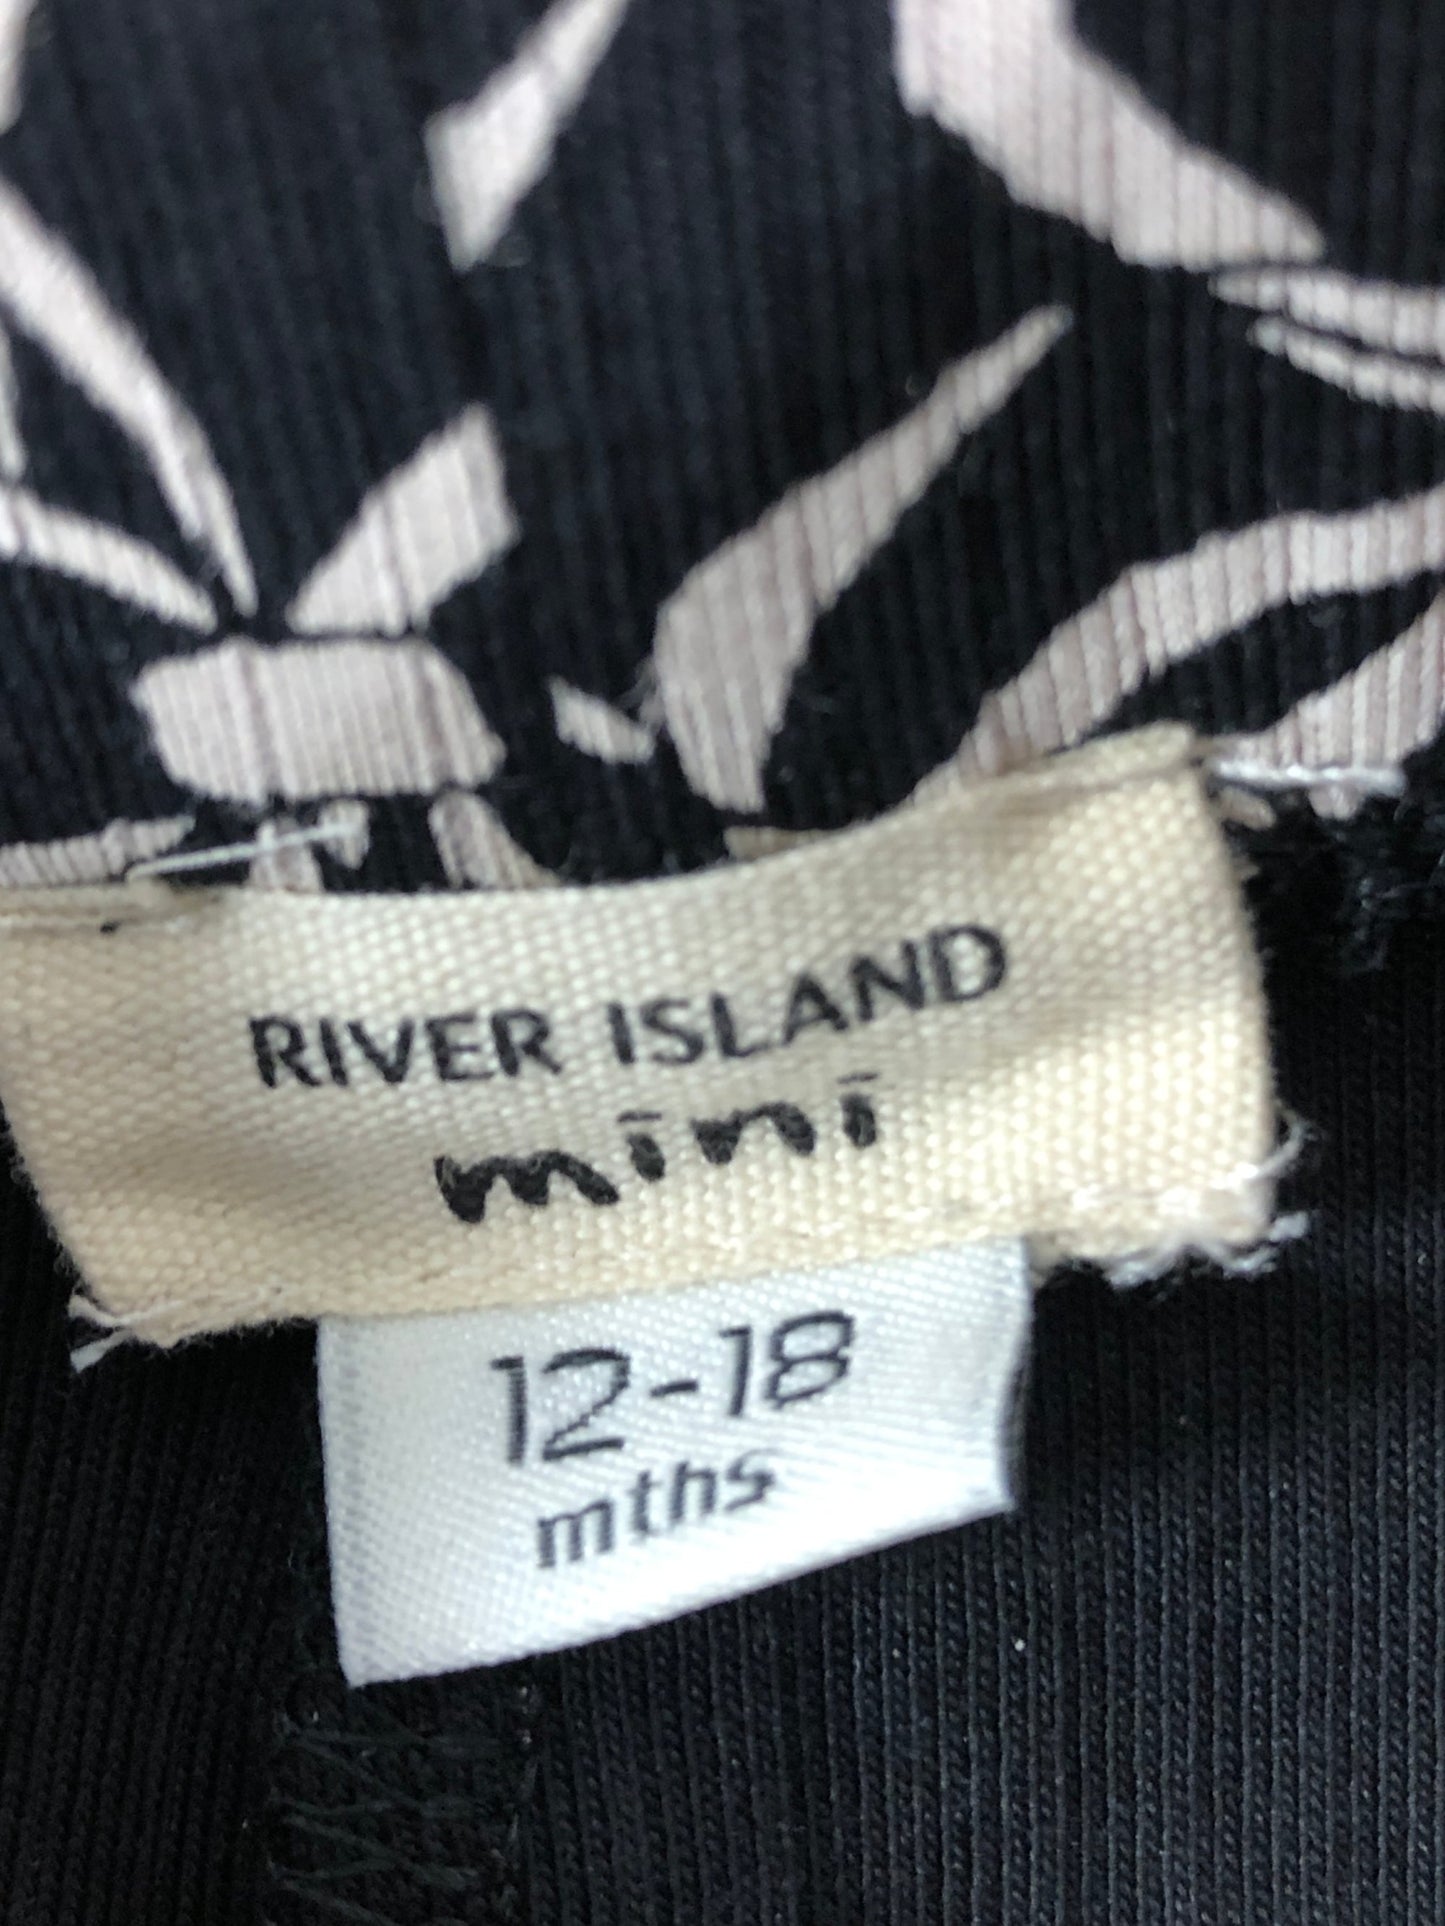 RIVER ISLAND
mini
12-18
mths